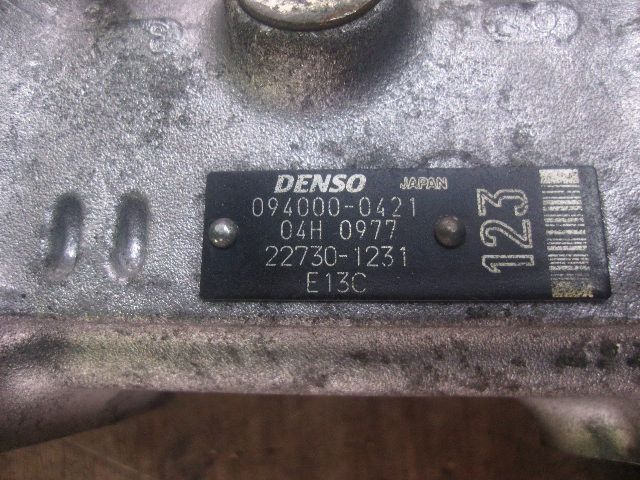 DENSO JAPAN
094000-0421
04H 0977
22730-1231
E13C
123